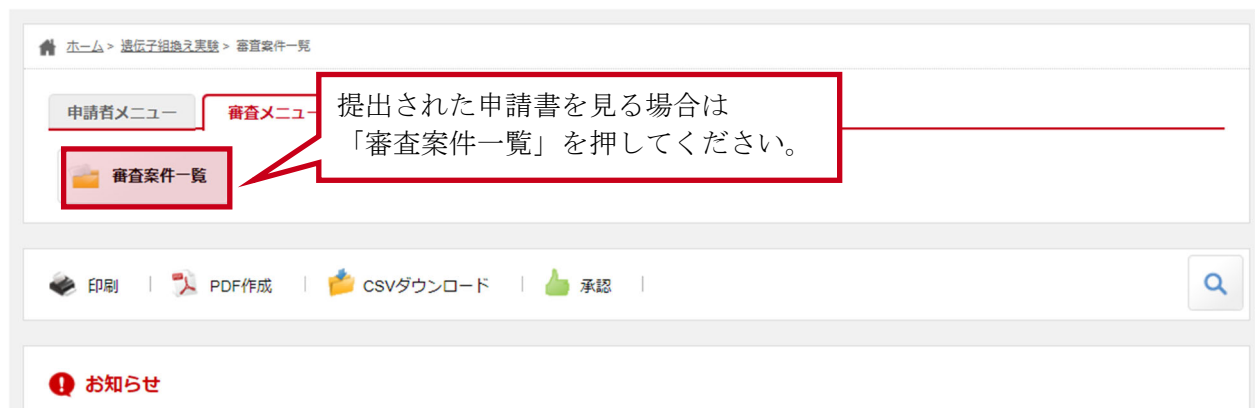 ホーム > 遺伝子組換え実験 > 審査案件一覧
申請者メニュー 審査メニュー
提出された申請書を見る場合は
「審査案件一覧」を押してください。
審査案件一覧
印刷 | PDF作成 | CSVダウンロード | 承認 |
お知らせ